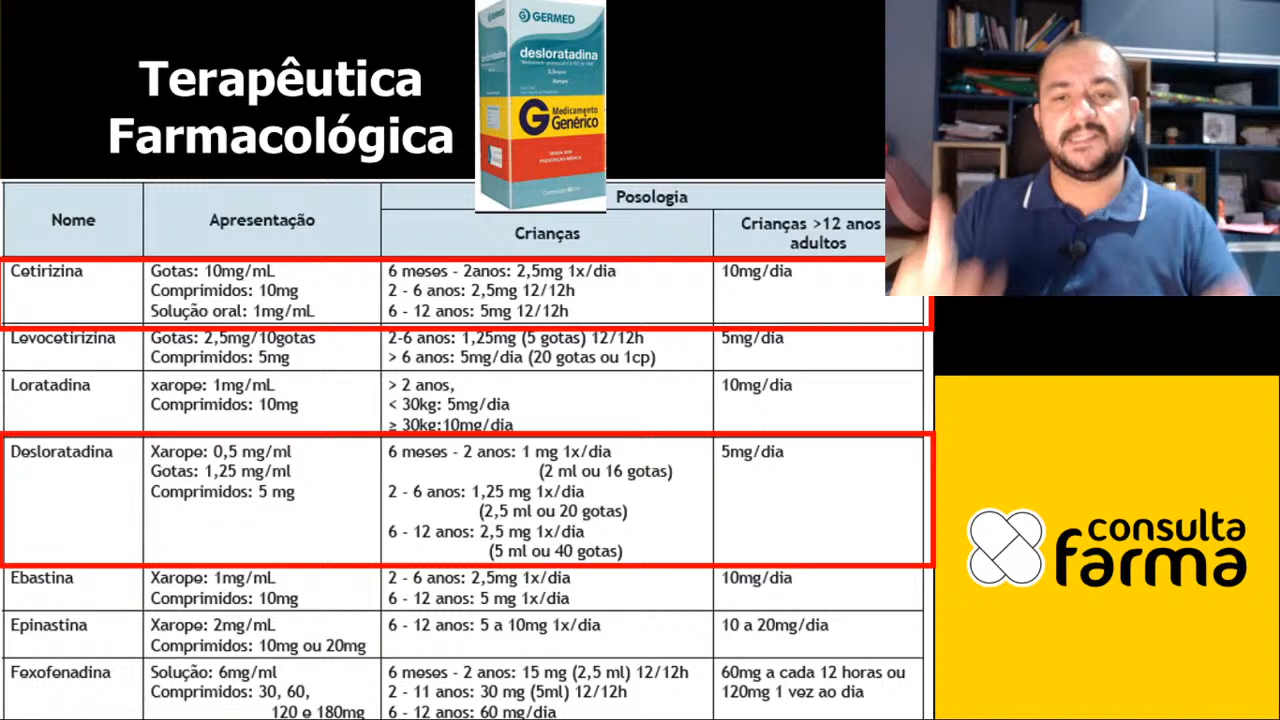 Terapêutica
Farmacológica
GERMED
desloratadina
0,5mg/mL
Xarope
G Medicamento
Genérico
VENDA SOB
PRESCRIÇÃO MÉDICA
Nome
Apresentação
Posologia
Crianças
Crianças >12 anos
adultos
Cetirizina
Gotas: 10mg/mL
Comprimidos: 10mg
Solução oral: 1mg/mL
6 meses - 2anos: 2,5mg 1x/dia
2 - 6 anos: 2,5mg 12/12h
6 - 12 anos: 5mg 12/12h
10mg/dia
Levocetirizina
Gotas: 2,5mg/10gotas
Comprimidos: 5mg
2-6 anos: 1,25mg (5 gotas) 12/12h
> 6 anos: 5mg/dia (20 gotas ou 1cp)
5mg/dia
Loratadina
xarope: 1mg/mL
Comprimidos: 10mg
> 2 anos,
< 30kg: 5mg/dia
≥ 30kg:10mg/dia
10mg/dia
Desloratadina
Xarope: 0,5 mg/ml
Gotas: 1,25 mg/ml
Comprimidos: 5 mg
6 meses - 2 anos: 1 mg 1x/dia
(2 ml ou 16 gotas)
2 - 6 anos: 1,25 mg 1x/dia
(2,5 ml ou 20 gotas)
6 - 12 anos: 2,5 mg 1x/dia
(5 ml ou 40 gotas)
5mg/dia
Ebastina
Xarope: 1mg/mL
Comprimidos: 10mg
2 - 6 anos: 2,5mg 1x/dia
6 - 12 anos: 5 mg 1x/dia
10mg/dia
Epinastina
Xarope: 2mg/mL
Comprimidos: 10mg ou 20mg
6 - 12 anos: 5 a 10mg 1x/dia
10 a 20mg/dia
Fexofenadina
Solução: 6mg/ml
Comprimidos: 30, 60,
120 e 180mg
6 meses - 2 anos: 15 mg (2,5 ml) 12/12h
2 - 11 anos: 30 mg (5ml) 12/12h
6 - 12 anos: 60 mg/dia
60mg a cada 12 horas ou
120mg 1 vez ao dia
consulta
farma